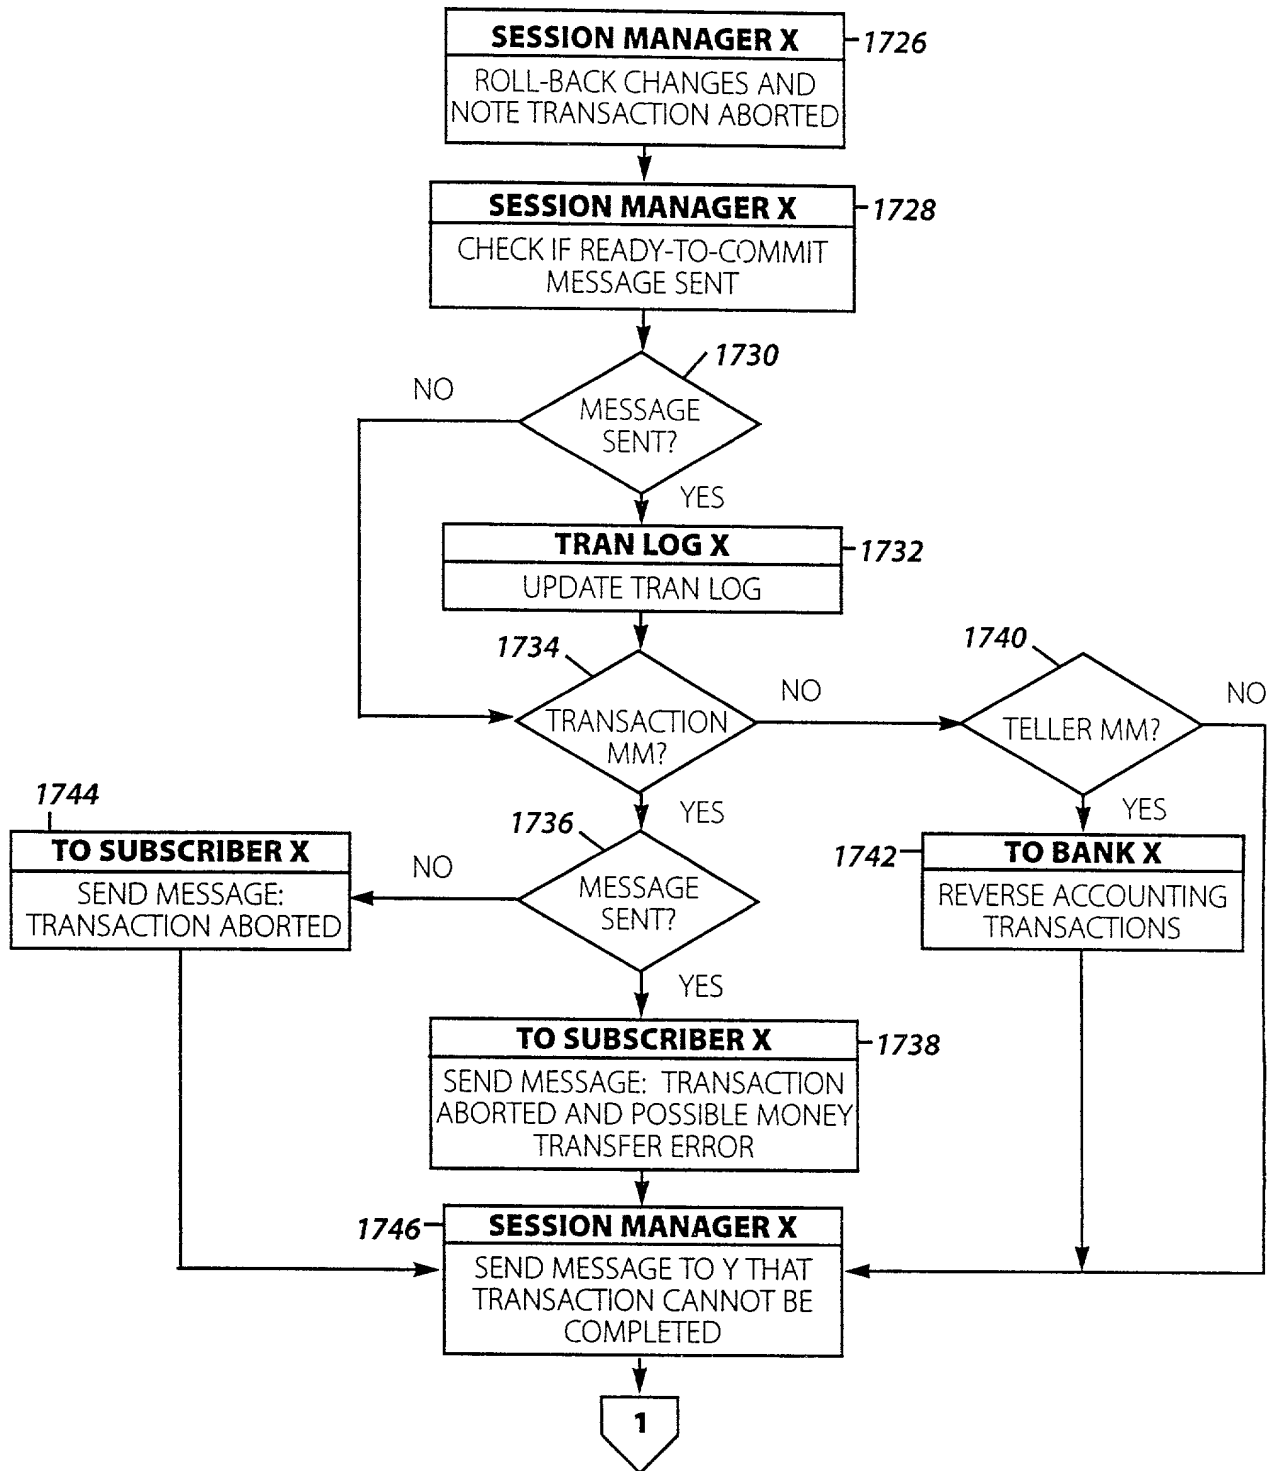 SESSION MANAGER X
1726
ROLL-BACK CHANGES AND
NOTE TRANSACTION ABORTED
SESSION MANAGER X
1728
CHECK IF READY-TO-COMMIT
MESSAGE SENT
1730
NO
MESSAGE
SENT?
YES
TRAN LOG X
1732
UPDATE TRAN LOG
1734
1740
NO
NO
TRANSACTION
MM?
TELLER MM?
1744
YES
YES
1736
TO SUBSCRIBER X
NO
1742
TO BANK X
SEND MESSAGE:
TRANSACTION ABORTED
MESSAGE
SENT?
REVERSE ACCOUNTING
TRANSACTIONS
YES
TO SUBSCRIBER X
1738
SEND MESSAGE: TRANSACTION
ABORTED AND POSSIBLE MONEY
TRANSFER ERROR
1746
SESSION MANAGER X
SEND MESSAGE TO Y THAT
TRANSACTION CANNOT BE
COMPLETED
1